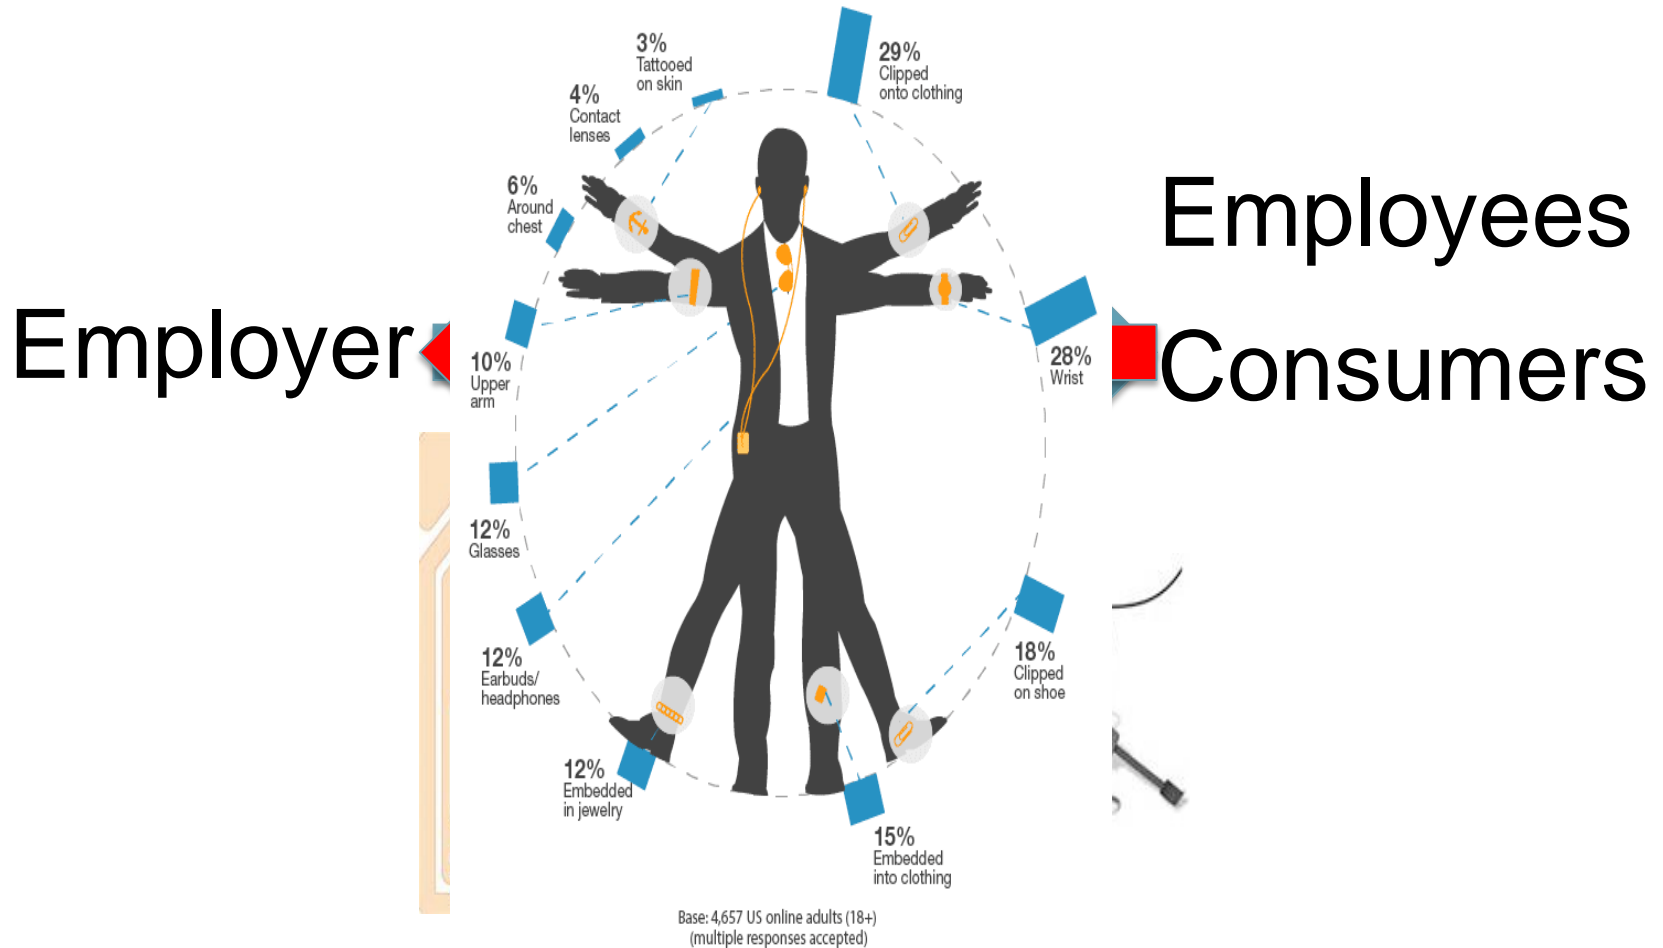 3%
Tattooed
on skin
29%
Clipped
onto clothing
4%
Contact
lenses
6%
Around
chest
Employees
Employer
Consumers
10%
Upper
arm
28%
Wrist
12%
Glasses
12%
Earbuds/
headphones
18%
Clipped
on shoe
12%
Embedded
in jewelry
15%
Embedded
into clothing
Base: 4,657 US online adults (18+)
(multiple responses accepted)